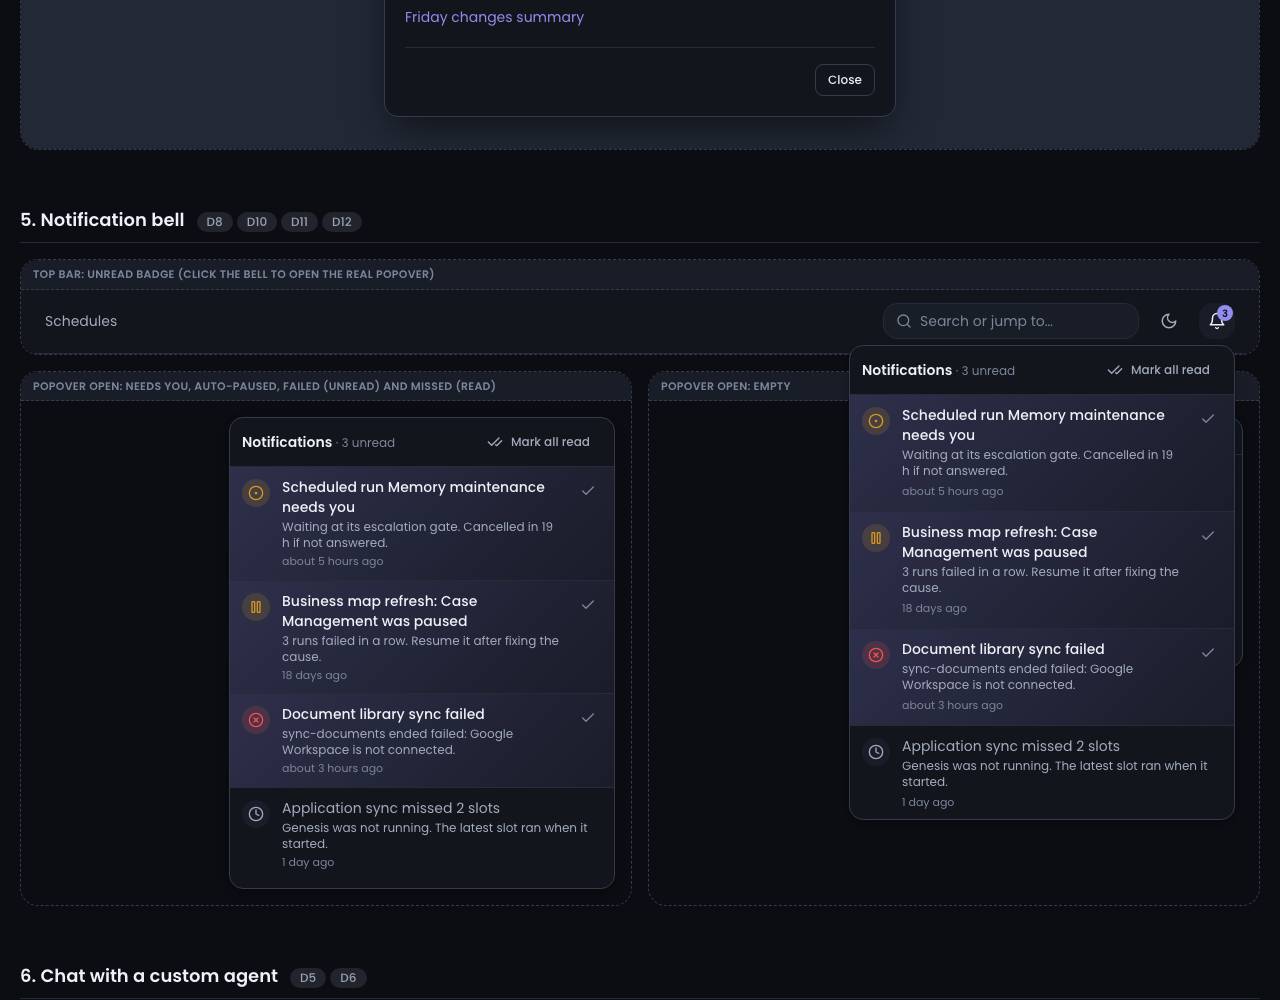 Friday changes summary
Close
5. Notification bell D8 D10 D11 D12
TOP BAR: UNREAD BADGE (CLICK THE BELL TO OPEN THE REAL POPOVER)
Schedules
Search or jump to…
3
POPOVER OPEN: NEEDS YOU, AUTO-PAUSED, FAILED (UNREAD) AND MISSED (READ)
Notifications · 3 unread
Mark all read
Scheduled run Memory maintenance
needs you
Waiting at its escalation gate. Cancelled in 19
h if not answered.
about 5 hours ago
Business map refresh: Case
Management was paused
3 runs failed in a row. Resume it after fixing the
cause.
18 days ago
Document library sync failed
sync-documents ended failed: Google
Workspace is not connected.
about 3 hours ago
Application sync missed 2 slots
Genesis was not running. The latest slot ran when it
started.
1 day ago
POPOVER OPEN: EMPTY
Notifications · 3 unread
Mark all read
Scheduled run Memory maintenance
needs you
Waiting at its escalation gate. Cancelled in 19
h if not answered.
about 5 hours ago
Business map refresh: Case
Management was paused
3 runs failed in a row. Resume it after fixing the
cause.
18 days ago
Document library sync failed
sync-documents ended failed: Google
Workspace is not connected.
about 3 hours ago
Application sync missed 2 slots
Genesis was not running. The latest slot ran when it
started.
1 day ago
6. Chat with a custom agent D5 D6